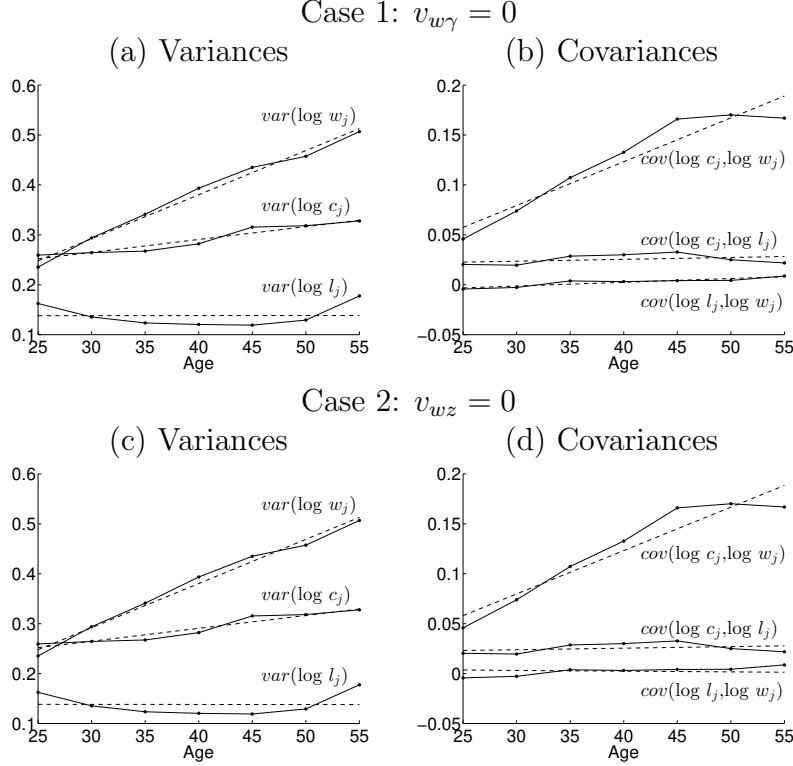 Case 1: v_{wγ} = 0
(a) Variances
(b) Covariances
0.6
0.5
0.4
0.3
0.2
0.1
var(log w_j)
var(log c_j)
var(log l_j)
25 30 35 40 45 50 55
Age
0.2
0.15
0.1
0.05
0
−0.05
cov(log c_j,log w_j)
cov(log c_j,log l_j)
cov(log l_j,log w_j)
25 30 35 40 45 50 55
Age
Case 2: v_{wz} = 0
(c) Variances
(d) Covariances
0.6
0.5
0.4
0.3
0.2
0.1
var(log w_j)
var(log c_j)
var(log l_j)
25 30 35 40 45 50 55
Age
0.2
0.15
0.1
0.05
0
−0.05
cov(log c_j,log w_j)
cov(log c_j,log l_j)
cov(log l_j,log w_j)
25 30 35 40 45 50 55
Age